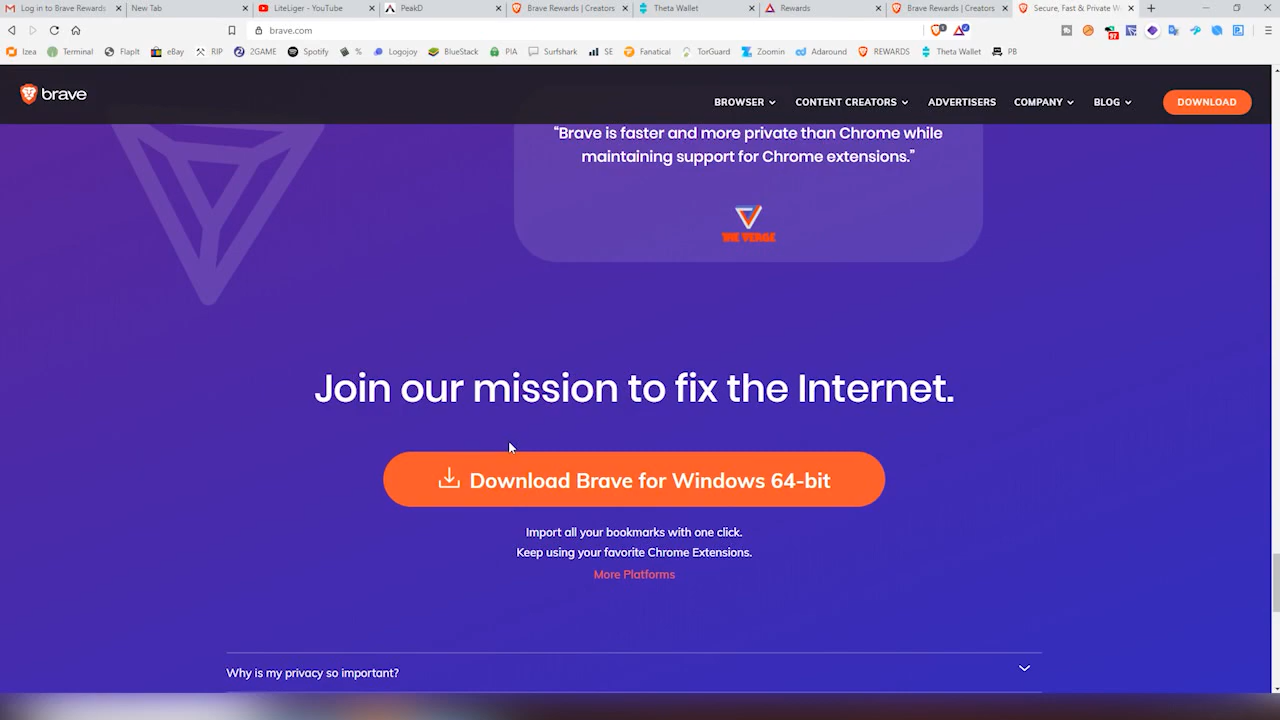 Log in to Brave Rewards
New Tab
LiteLiger - YouTube
PeakD
Brave Rewards | Creators
Theta Wallet
Rewards
Brave Rewards | Creators
Secure, Fast & Private W
brave.com
1
2
97
Izea
Terminal
FlapIt
eBay
RIP
2GAME
Spotify
%
Logojoy
BlueStack
PIA
Surfshark
SE
Fanatical
TorGuard
Zoomin
Adaround
REWARDS
Theta Wallet
PB
brave
BROWSER
CONTENT CREATORS
ADVERTISERS
COMPANY
BLOG
DOWNLOAD
“Brave is faster and more private than Chrome while
maintaining support for Chrome extensions.”
THE VERGE
Join our mission to fix the Internet.
Download Brave for Windows 64-bit
Import all your bookmarks with one click.
Keep using your favorite Chrome Extensions.
More Platforms
Why is my privacy so important?